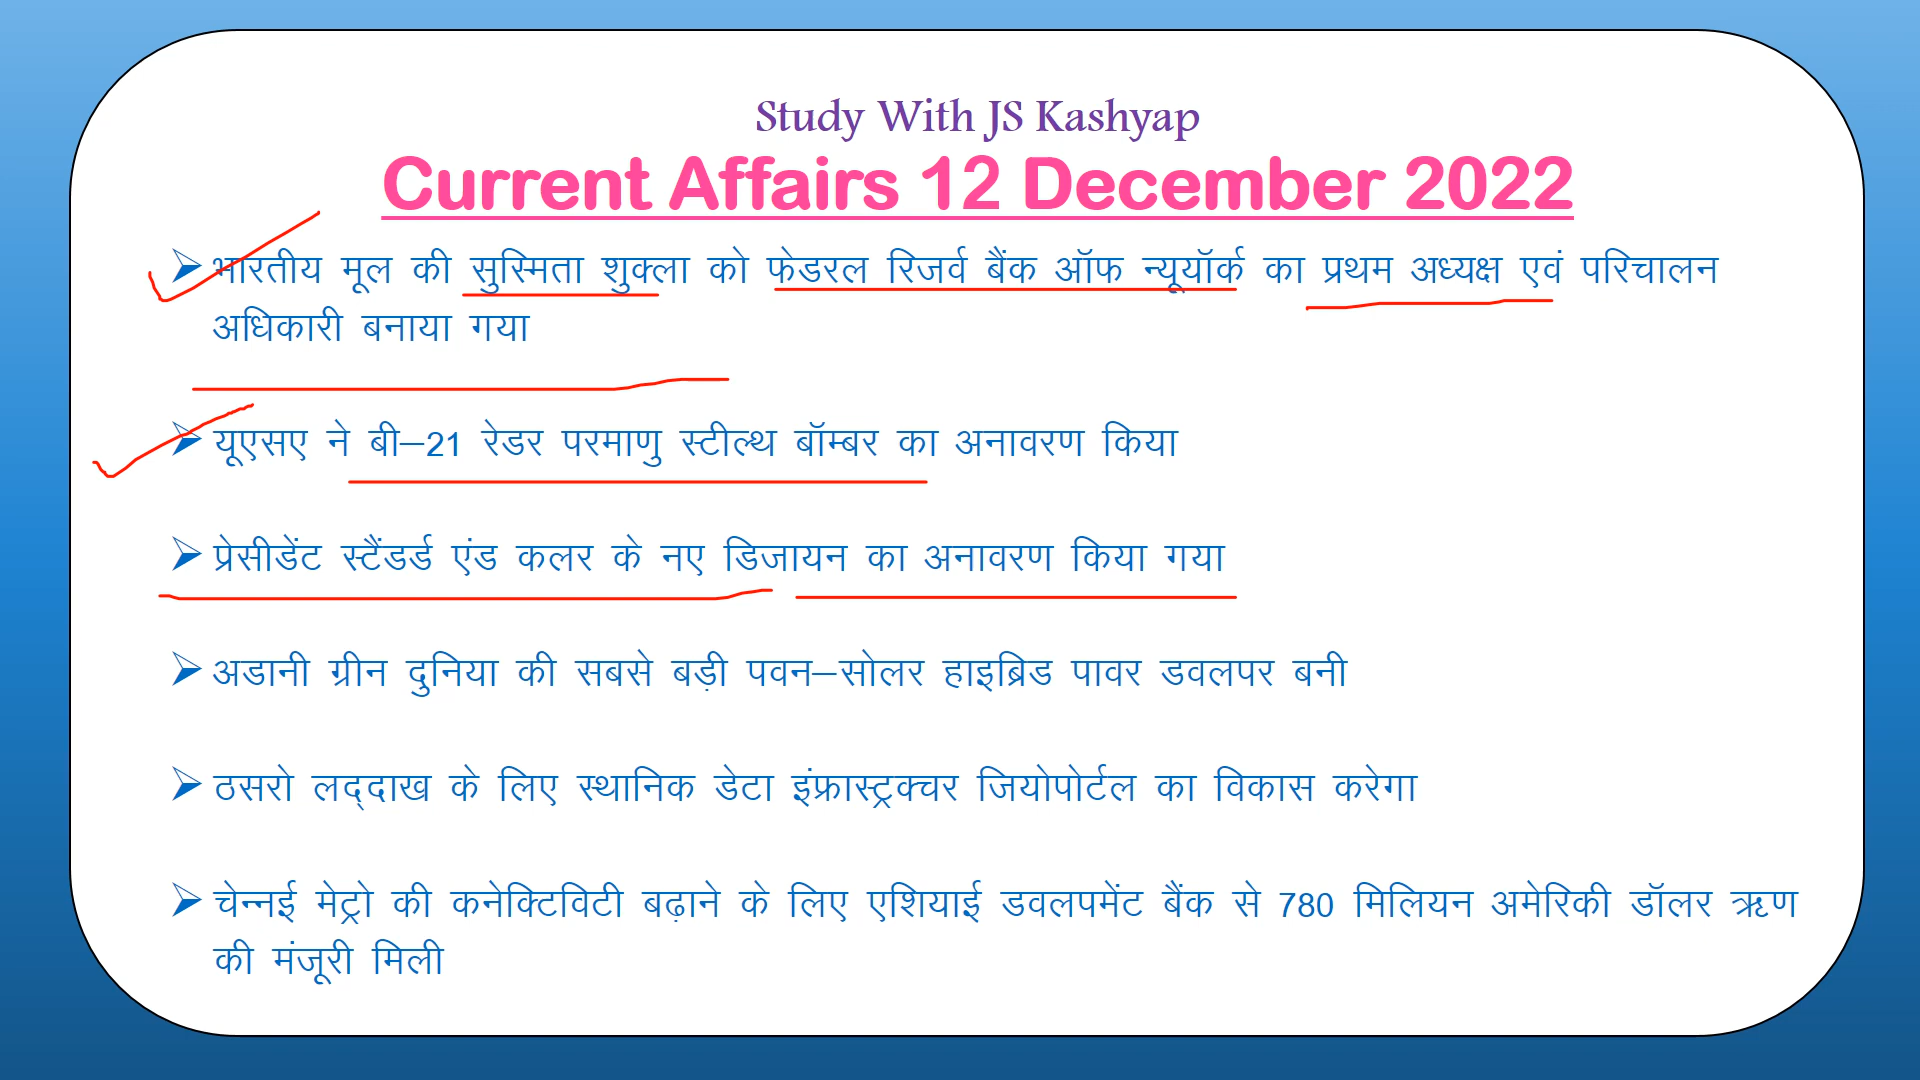 Study With JS Kashyap
Current Affairs 12 December 2022
भारतीय मूल की सुस्मिता शुक्ला को फेडरल रिजर्व बैंक ऑफ न्यूयॉर्क का प्रथम अध्यक्ष एवं परिचालन
अधिकारी बनाया गया
यूएसए ने बी–21 रेडर परमाणु स्टील्थ बॉम्बर का अनावरण किया
प्रेसीडेंट स्टैंडर्ड एंड कलर के नए डिजायन का अनावरण किया गया
अडानी ग्रीन दुनिया की सबसे बड़ी पवन–सोलर हाइब्रिड पावर डवलपर बनी
ठसरो लद्दाख के लिए स्थानिक डेटा इंफ्रास्ट्रक्चर जियोपोर्टल का विकास करेगा
चेन्नई मेट्रो की कनेक्टिविटी बढ़ाने के लिए एशियाई डवलपमेंट बैंक से 780 मिलियन अमेरिकी डॉलर ऋण
की मंजूरी मिली